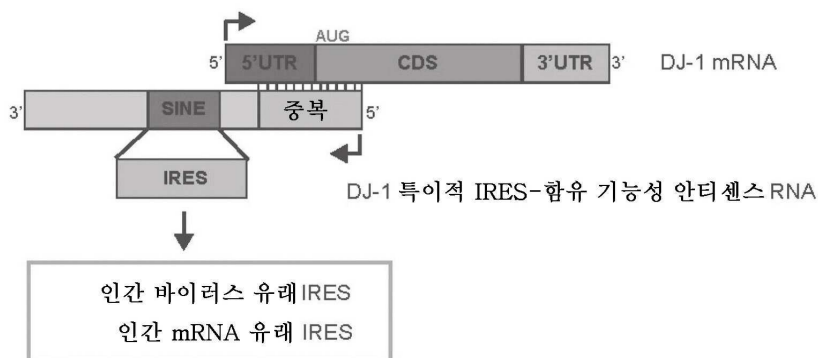 AUG
5' 5'UTR CDS 3'UTR 3' DJ-1 mRNA
3' SINE 중복 5'
IRES
DJ-1 특이적 IRES-함유 기능성 안티센스 RNA
인간 바이러스 유래 IRES
인간 mRNA 유래 IRES